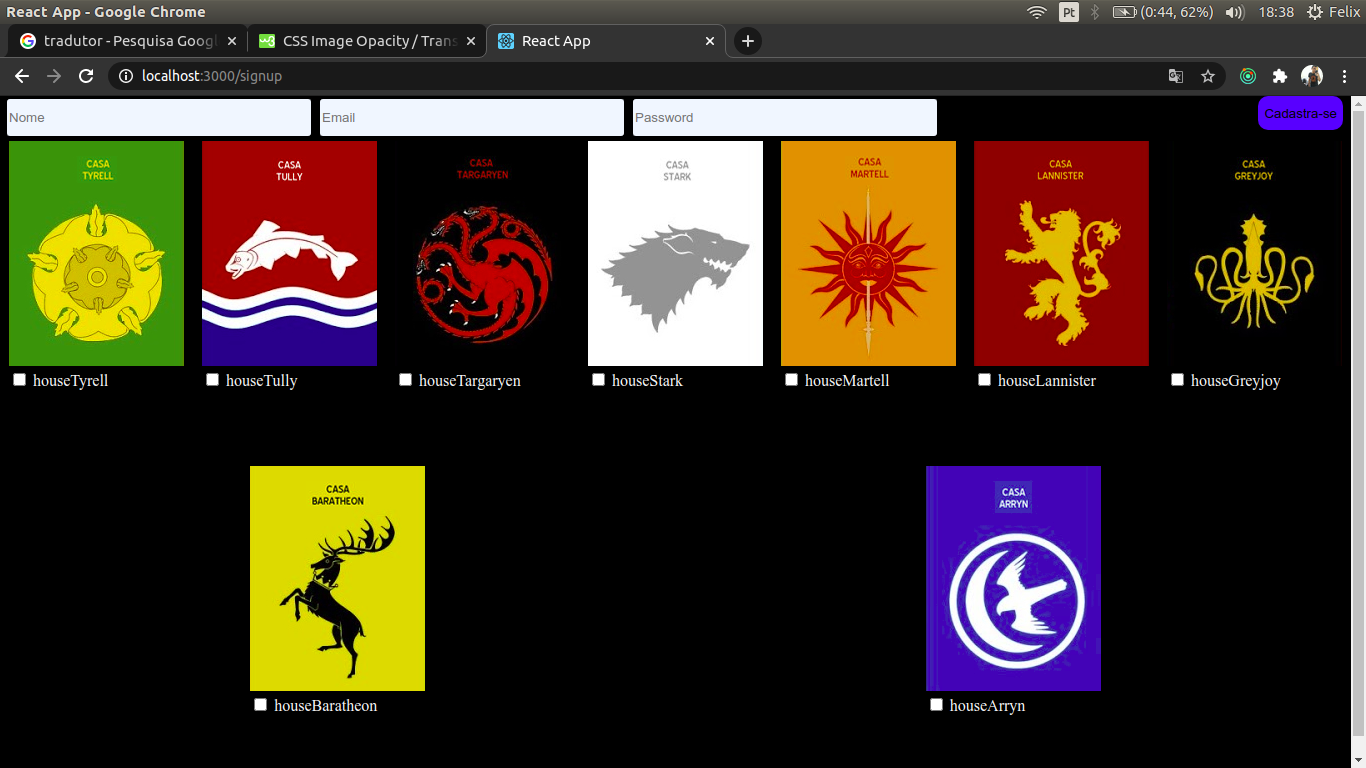 React App - Google Chrome
Pt
(0:44, 62%)
18:38
Felix
tradutor - Pesquisa Googl
CSS Image Opacity / Trans
React App
localhost:3000/signup
Nome
Email
Password
Cadastra-se
CASA
TYRELL
CASA
TULLY
CASA
TARGARYEN
CASA
STARK
CASA
MARTELL
CASA
LANNISTER
CASA
GREYJOY
houseTyrell
houseTully
houseTargaryen
houseStark
houseMartell
houseLannister
houseGreyjoy
CASA
BARATHEON
CASA
ARRYN
houseBaratheon
houseArryn